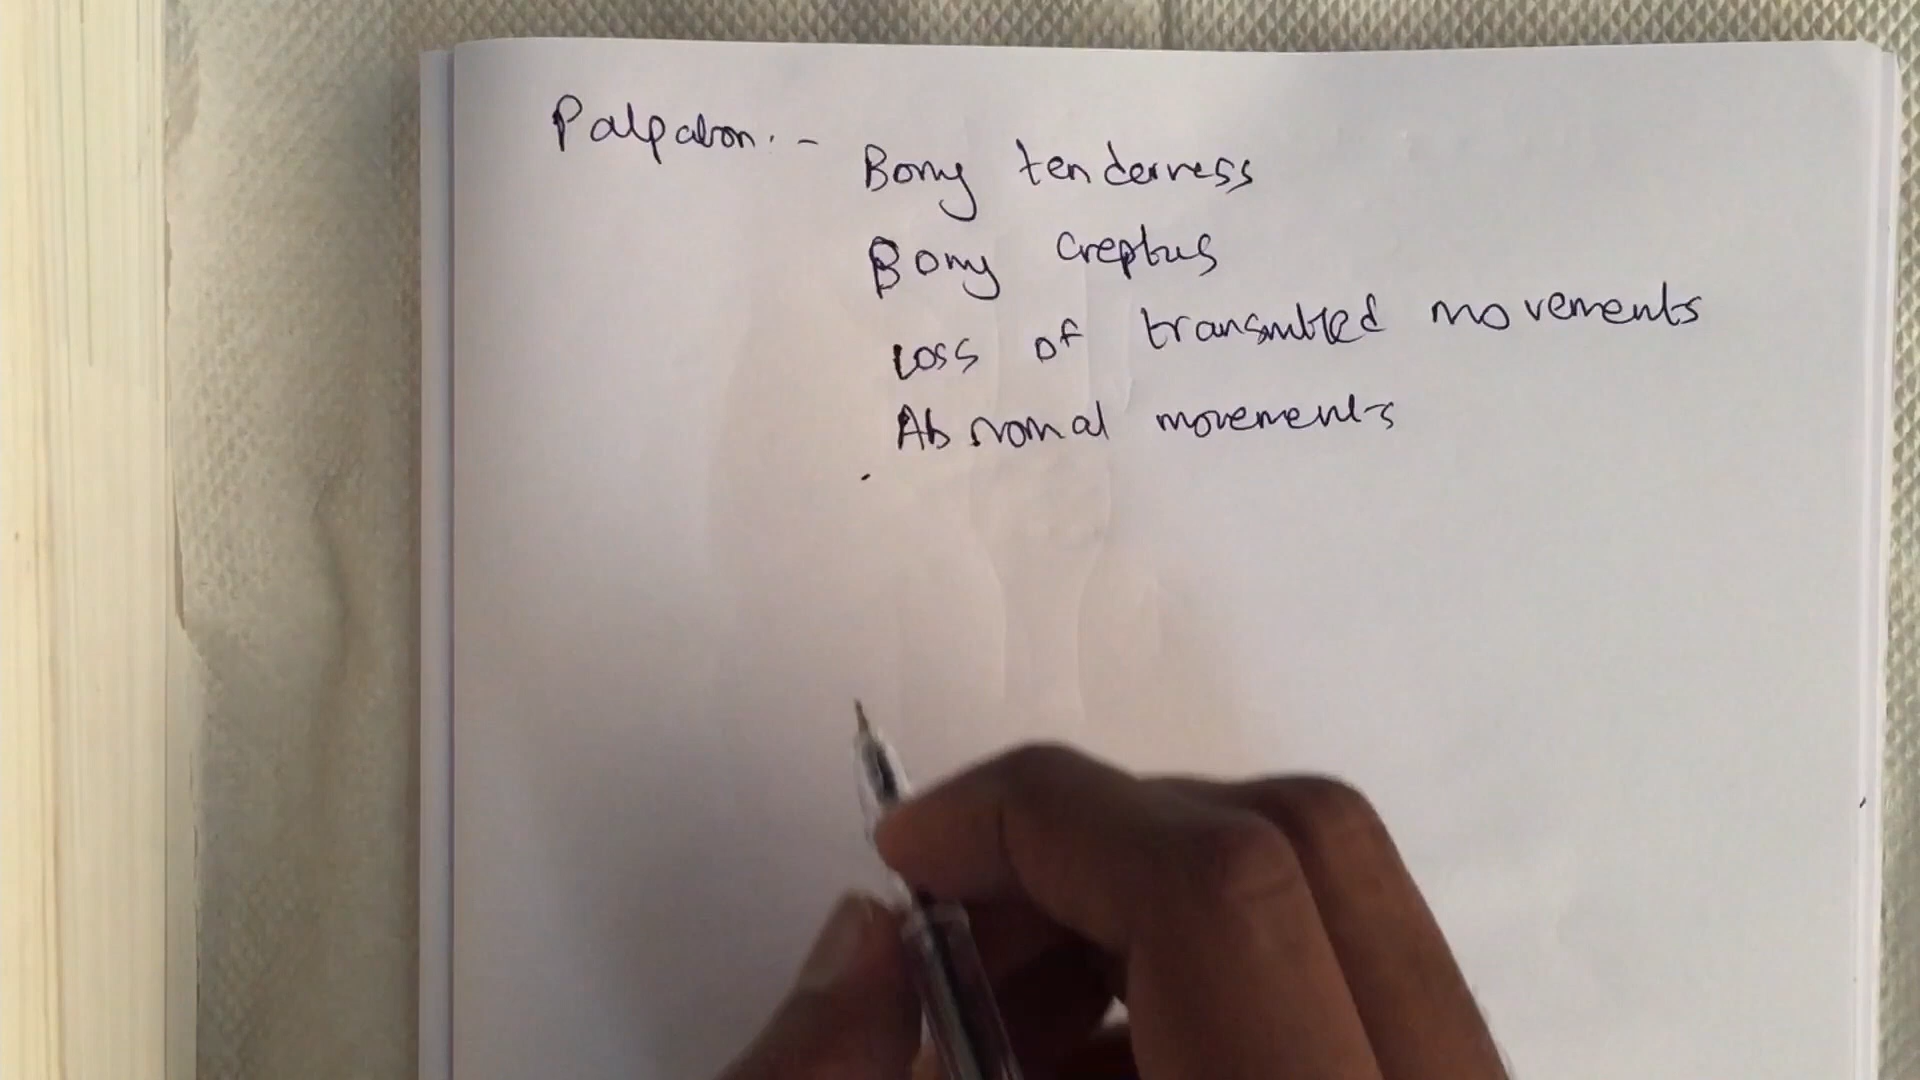 Palpation :-
Bony tenderness
Bony crepitus
Loss of transmitted movements
Abnormal movements